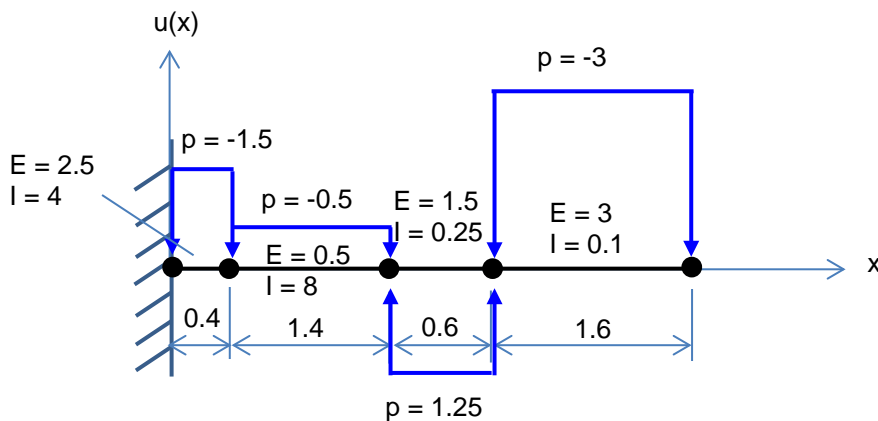 u(x)
p = -3
p = -1.5
E = 2.5
I = 4
p = -0.5
E = 1.5
I = 0.25
E = 3
I = 0.1
E = 0.5
I = 8
x
0.4
1.4
0.6
1.6
p = 1.25